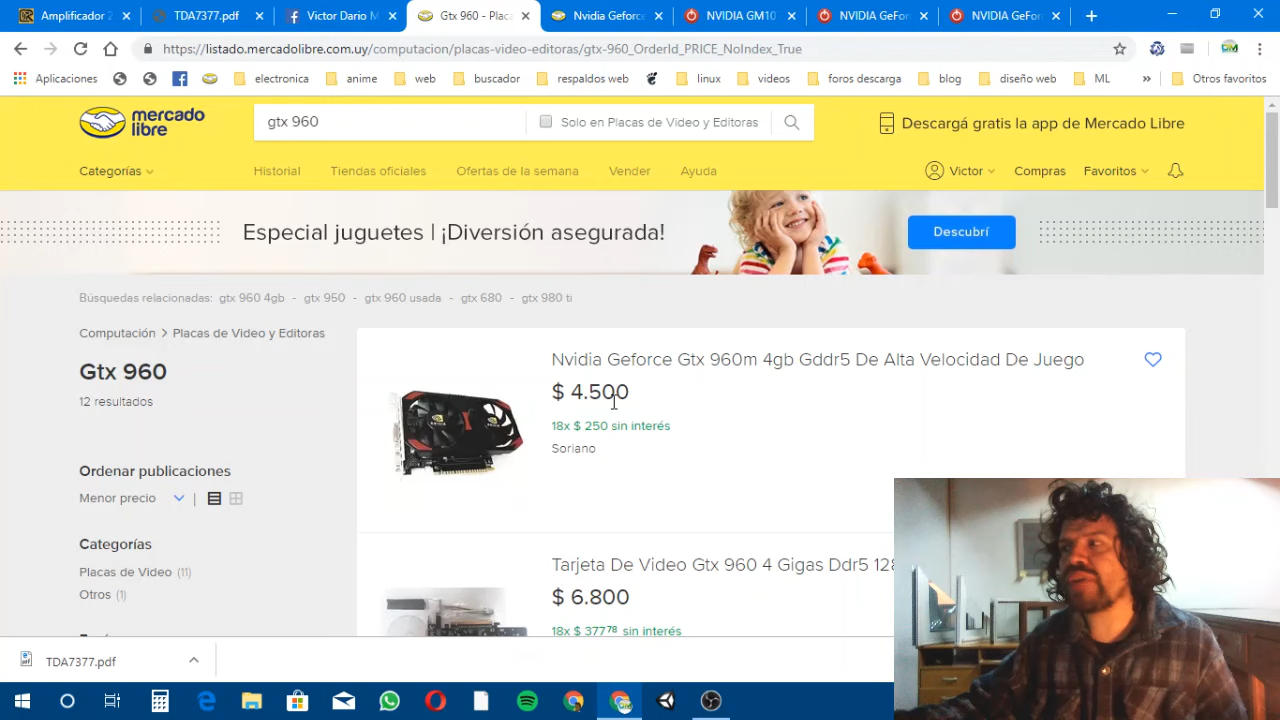 Amplificador 2
TDA7377.pdf
Victor Dario M
Gtx 960 - Placa
Nvidia Geforce
NVIDIA GM10
NVIDIA GeFor
NVIDIA GeFor
https://listado.mercadolibre.com.uy/computacion/placas-video-editoras/gtx-960_OrderId_PRICE_NoIndex_True
Aplicaciones
electronica
anime
web
buscador
respaldos web
linux
videos
foros descarga
blog
diseño web
ML
»
Otros favoritos
mercado
libre
gtx 960
Solo en Placas de Video y Editoras
Descargá gratis la app de Mercado Libre
Categorías
Historial
Tiendas oficiales
Ofertas de la semana
Vender
Ayuda
Victor
Compras
Favoritos
Especial juguetes | ¡Diversión asegurada!
Descubrí
Búsquedas relacionadas: gtx 960 4gb - gtx 950 - gtx 960 usada - gtx 680 - gtx 980 ti
Computación > Placas de Video y Editoras
Gtx 960
12 resultados
Ordenar publicaciones
Menor precio
Categorías
Placas de Video (11)
Otros (1)
Nvidia Geforce Gtx 960m 4gb Gddr5 De Alta Velocidad De Juego
$ 4.500
18x $ 250 sin interés
Soriano
Tarjeta De Video Gtx 960 4 Gigas Ddr5 128
$ 6.800
18x $ 377⁷⁸ sin interés
TDA7377.pdf